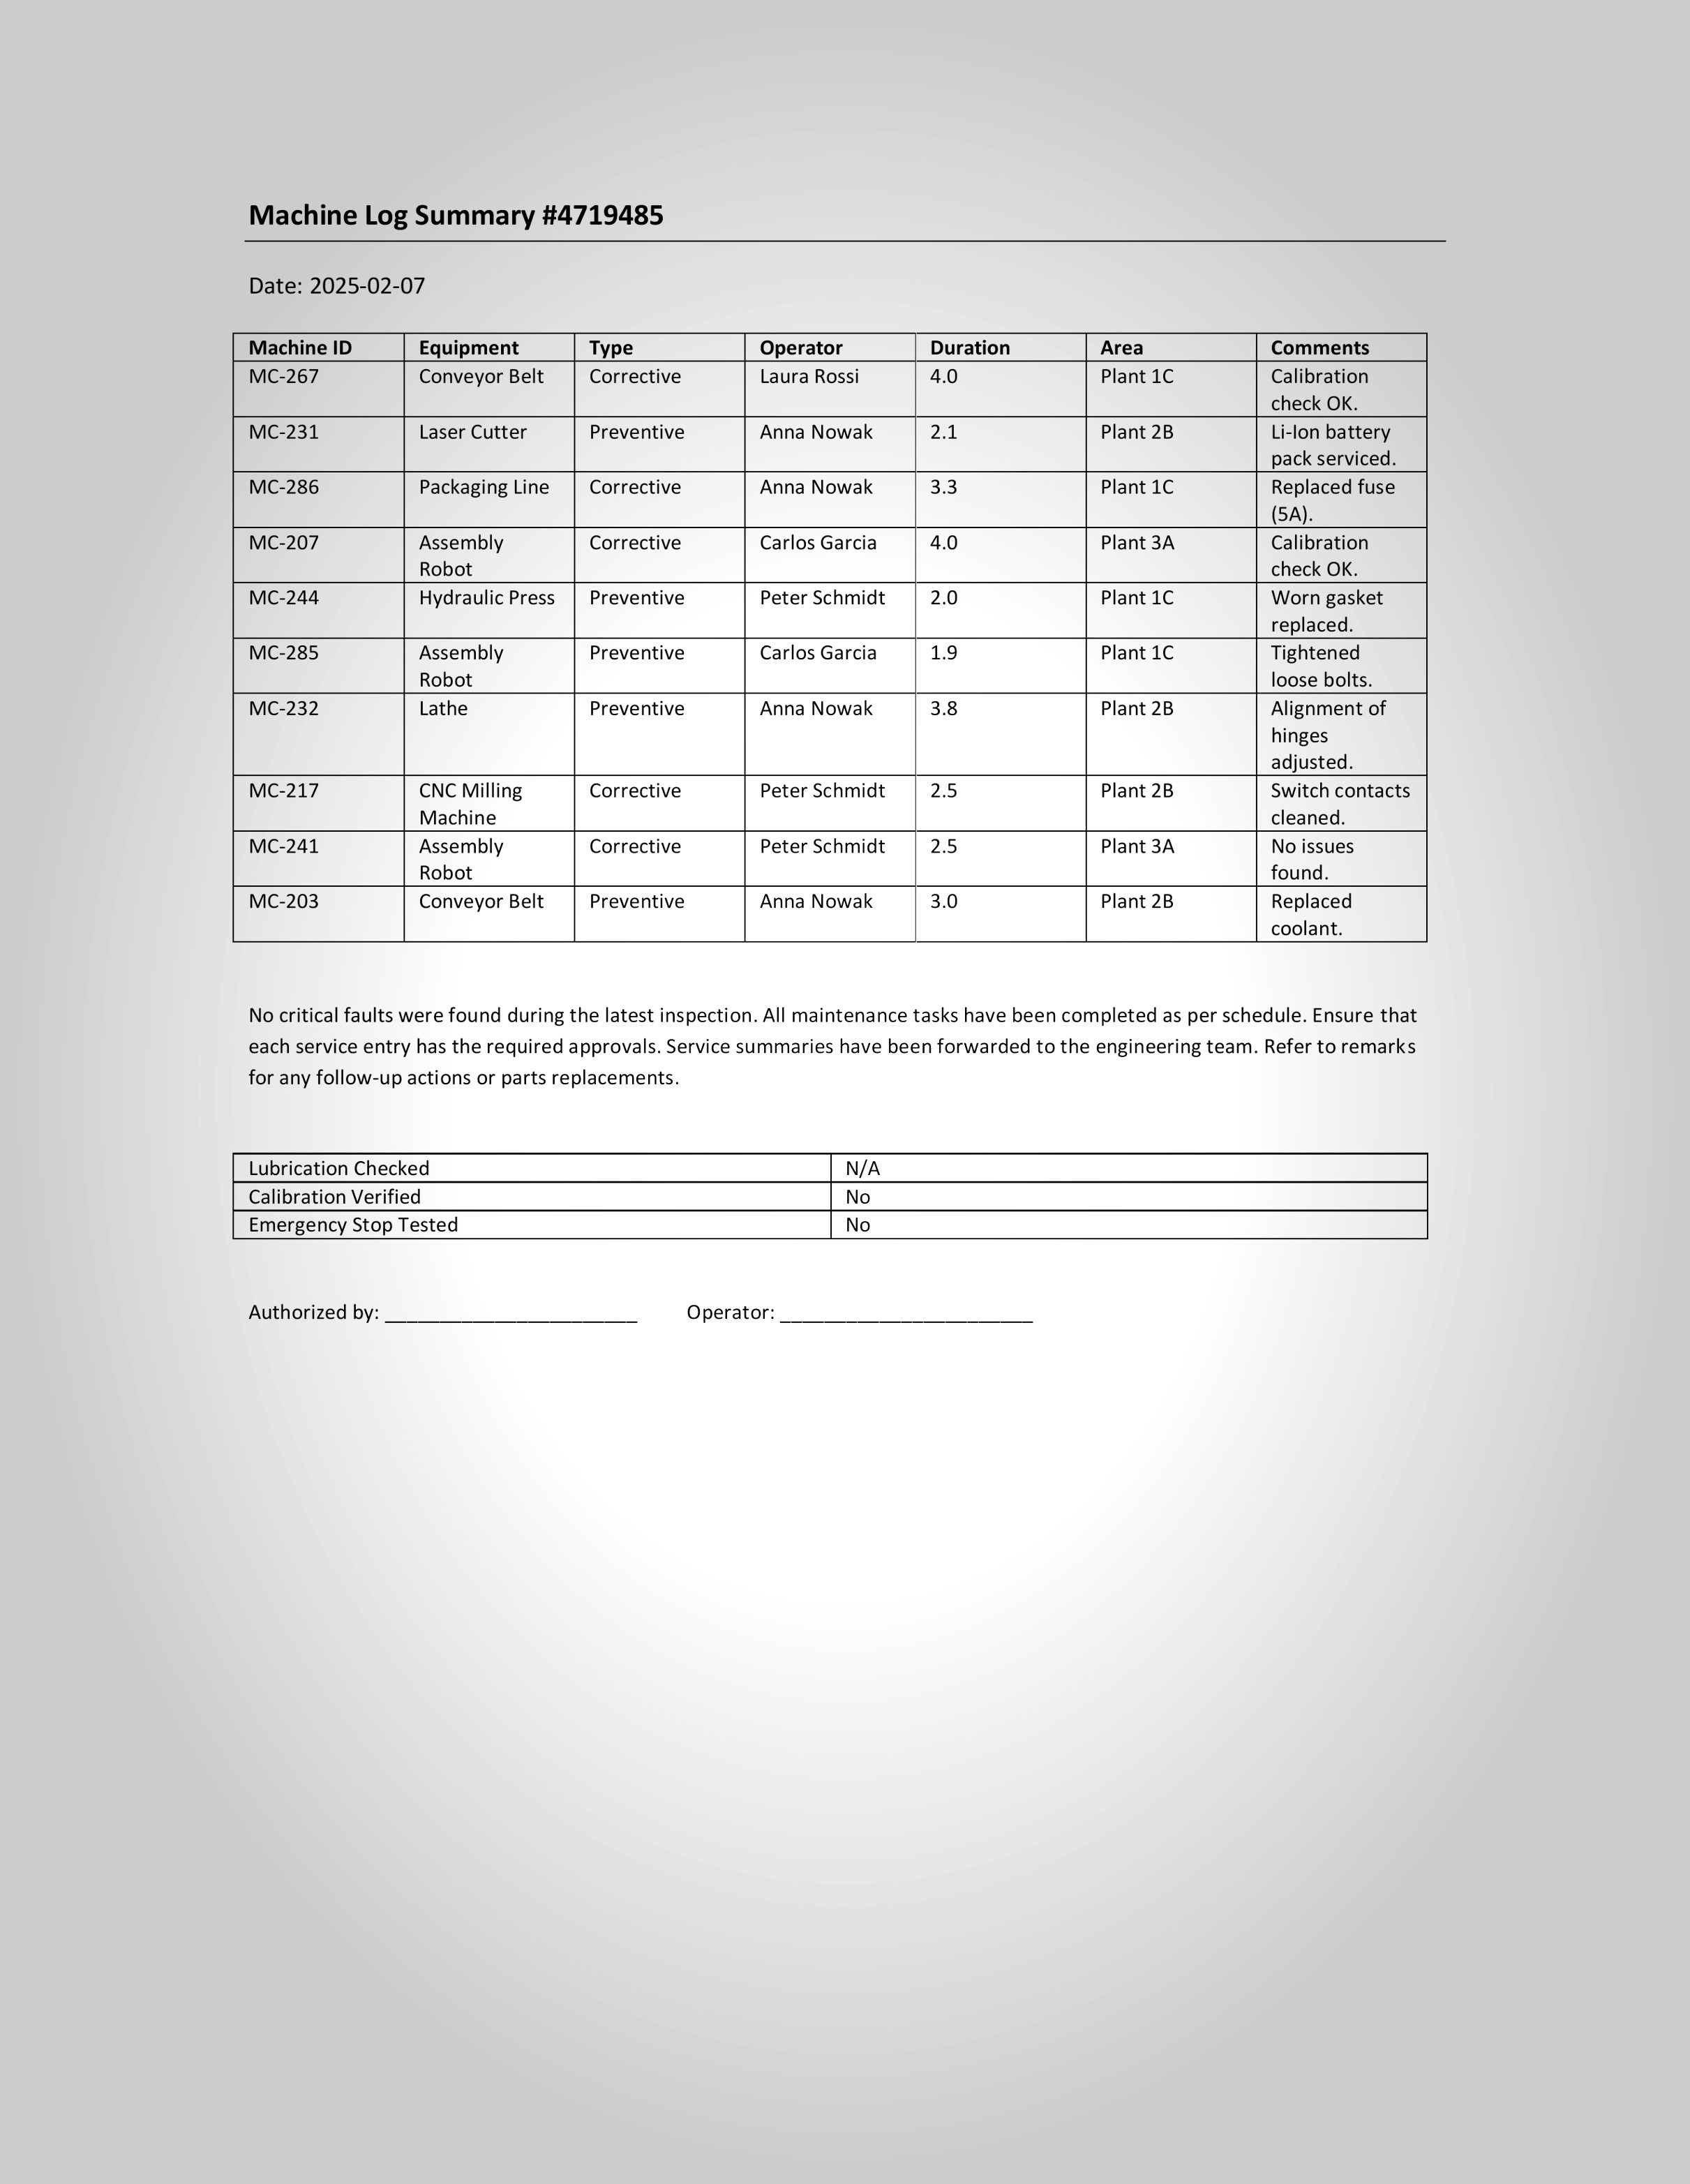 Machine Log Summary #4719485
Date: 2025-02-07
Machine ID Equipment Type Operator Duration Area Comments
MC-267 Conveyor Belt Corrective Laura Rossi 4.0 Plant 1C Calibration
check OK.
MC-231 Laser Cutter Preventive Anna Nowak 2.1 Plant 2B Li-Ion battery
pack serviced.
MC-286 Packaging Line Corrective Anna Nowak 3.3 Plant 1C Replaced fuse
(5A).
MC-207 Assembly Corrective Carlos Garcia 4.0 Plant 3A Calibration
Robot check OK.
MC-244 Hydraulic Press Preventive Peter Schmidt 2.0 Plant 1C Worn gasket
replaced.
MC-285 Assembly Preventive Carlos Garcia 1.9 Plant 1C Tightened
Robot loose bolts.
MC-232 Lathe Preventive Anna Nowak 3.8 Plant 2B Alignment of
hinges
adjusted.
MC-217 CNC Milling Corrective Peter Schmidt 2.5 Plant 2B Switch contacts
Machine cleaned.
MC-241 Assembly Corrective Peter Schmidt 2.5 Plant 3A No issues
Robot found.
MC-203 Conveyor Belt Preventive Anna Nowak 3.0 Plant 2B Replaced
coolant.
No critical faults were found during the latest inspection. All maintenance tasks have been completed as per schedule. Ensure that
each service entry has the required approvals. Service summaries have been forwarded to the engineering team. Refer to remarks
for any follow-up actions or parts replacements.
Lubrication Checked N/A
Calibration Verified No
Emergency Stop Tested No
Authorized by: _______________________ Operator: _______________________